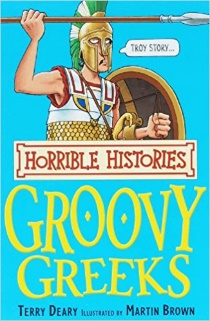 TROY STORY...
HORRIBLE HISTORIES
GROOVY
GREEKS
TERRY DEARY ILLUSTRATED BY MARTIN BROWN